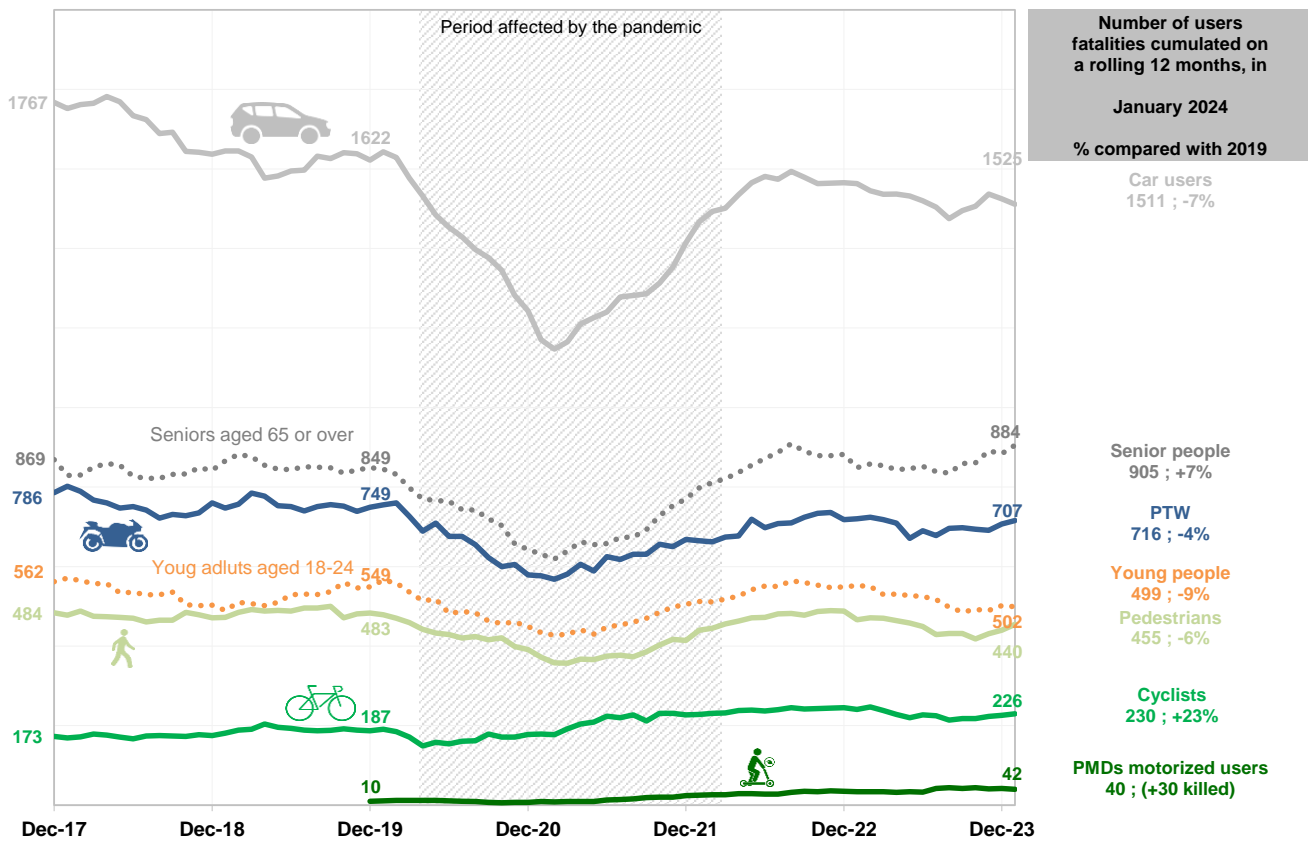 Period affected by the pandemic
Number of users
fatalities cumulated on
a rolling 12 months, in
January 2024
% compared with 2019
1767
1622
1525
Car users
1511 ; -7%
Seniors aged 65 or over
869
849
884
Senior people
905 ; +7%
786
749
707
PTW
716 ; -4%
Youg adluts aged 18-24
562
549
502
Young people
499 ; -9%
484
483
440
Pedestrians
455 ; -6%
173
187
226
Cyclists
230 ; +23%
10
42
PMDs motorized users
40 ; (+30 killed)
Dec-17
Dec-18
Dec-19
Dec-20
Dec-21
Dec-22
Dec-23